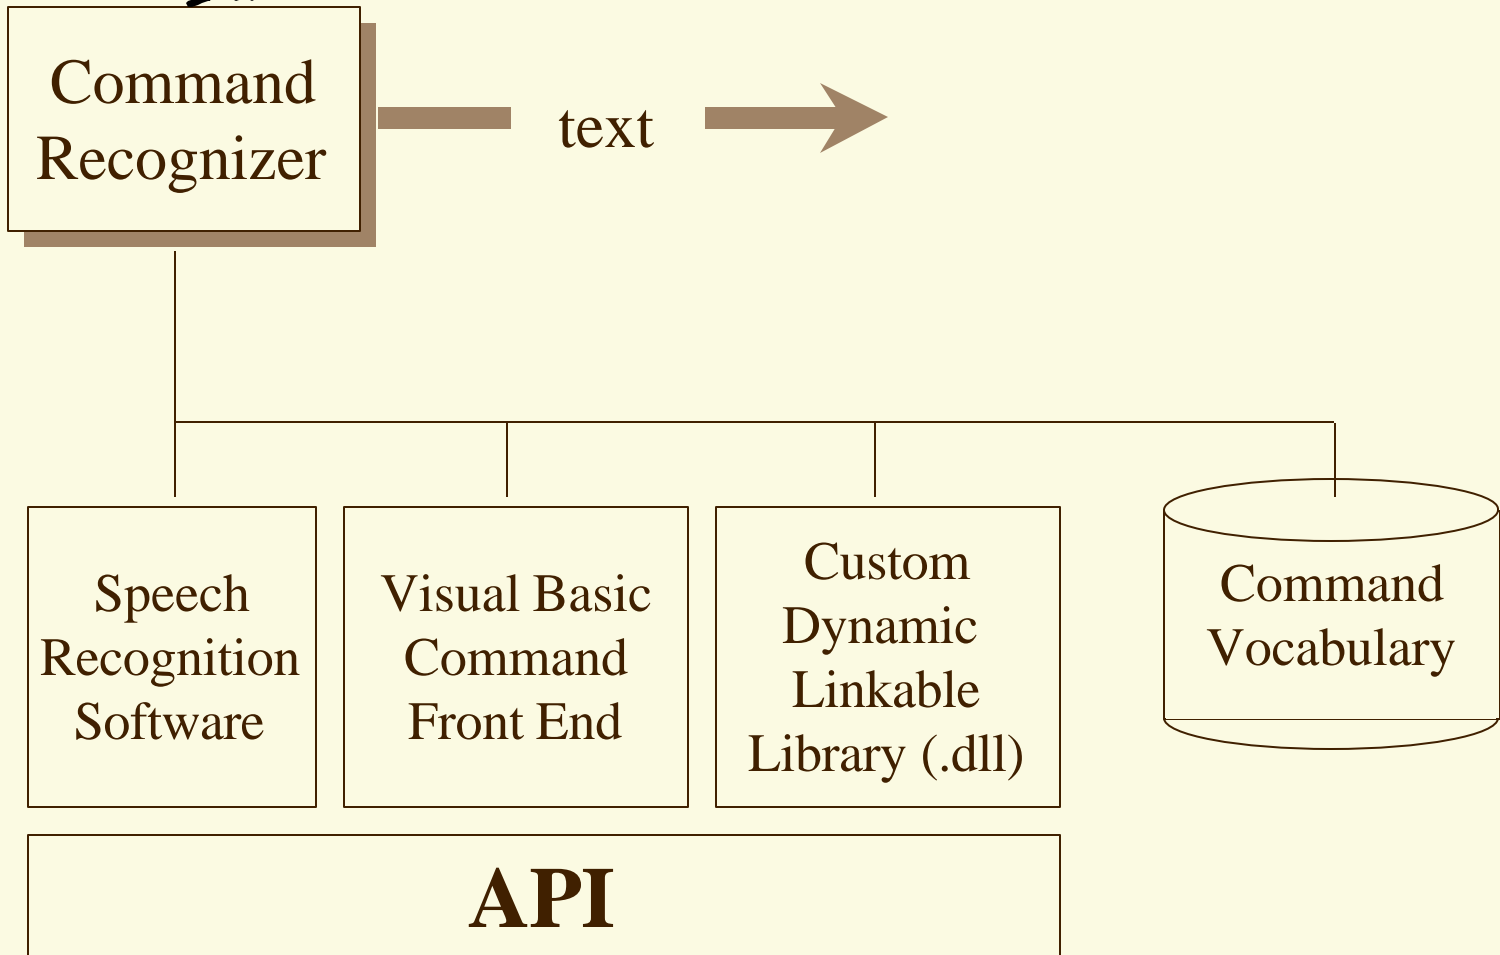 Command
Recognizer
text
Speech
Recognition
Software
Visual Basic
Command
Front End
Custom
Dynamic
Linkable
Library (.dll)
Command
Vocabulary
API